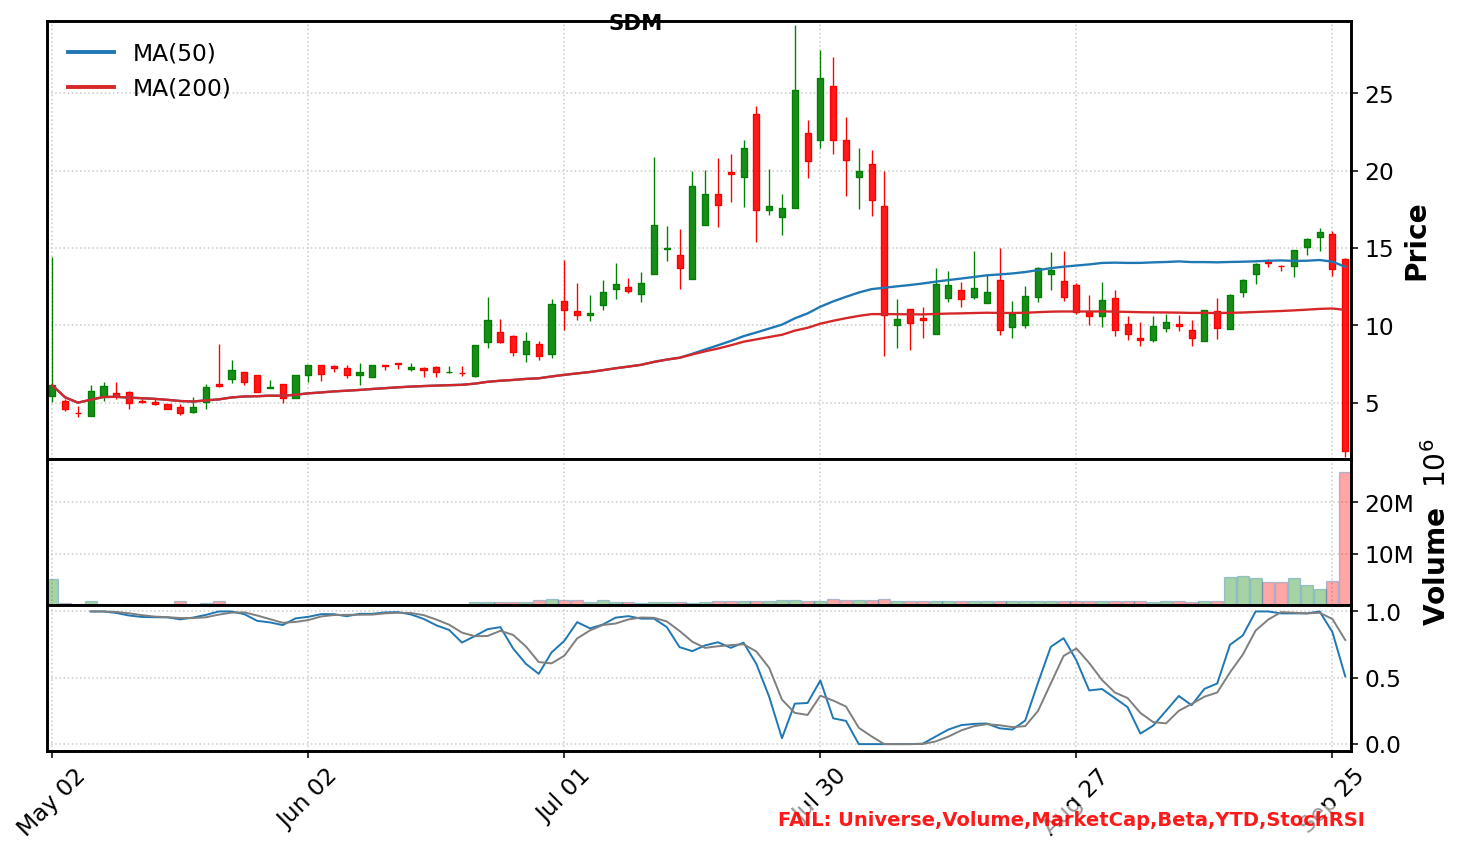 SDM
MA(50)
MA(200)
25
20
15
10
5
Price
20M
10M
Volume 10^6
1.0
0.5
0.0
May 02
Jun 02
Jul 01
Jul 30
Aug 27
Sep 25
FAIL: Universe,Volume,MarketCap,Beta,YTD,StochRSI